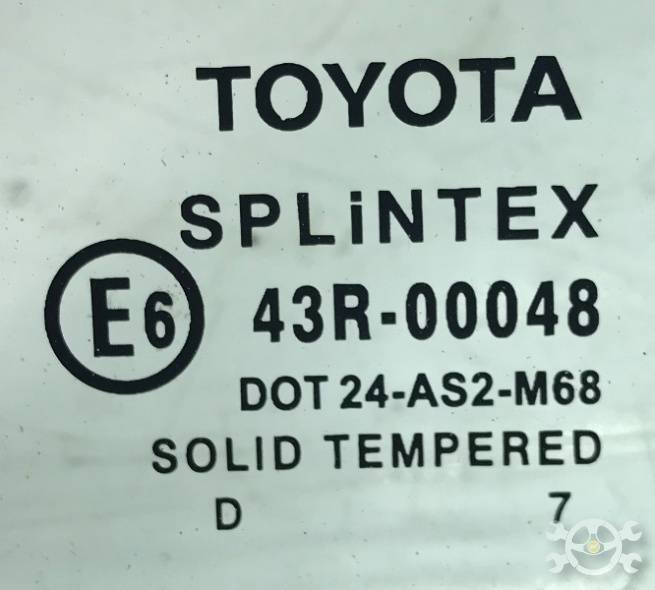 TOYOTA
SPLiNTEX
E6 43R-00048
DOT 24-AS2-M68
SOLID TEMPERED
D 7